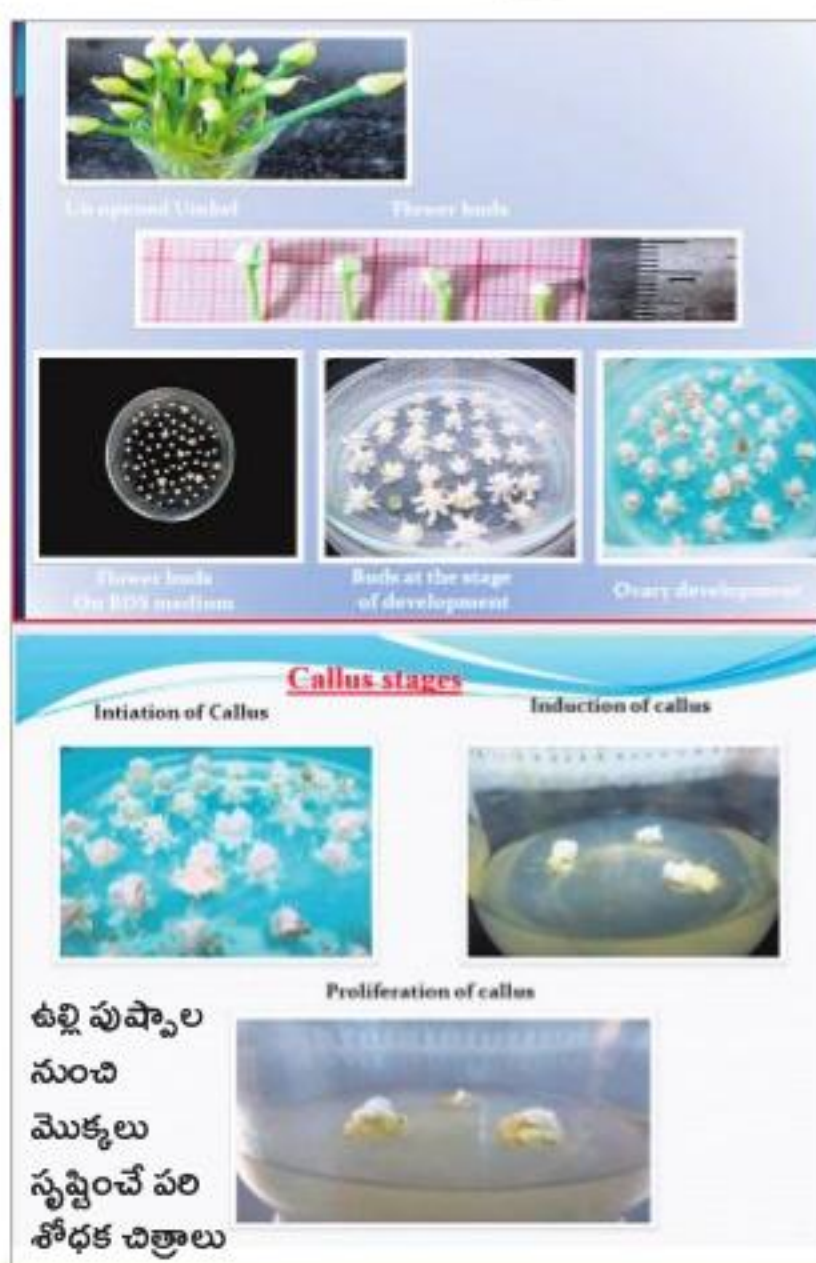 Un opened Umbel
Flower buds
Flower buds
On BDS medium
Buds at the stage
of development
Ovary development
Callus stages
Intiation of Callus
Induction of callus
Proliferation of callus
ఉల్లి పుష్పాల
నుంచి
మొక్కలు
సృష్టించే పరి
శోధక చిత్రాలు